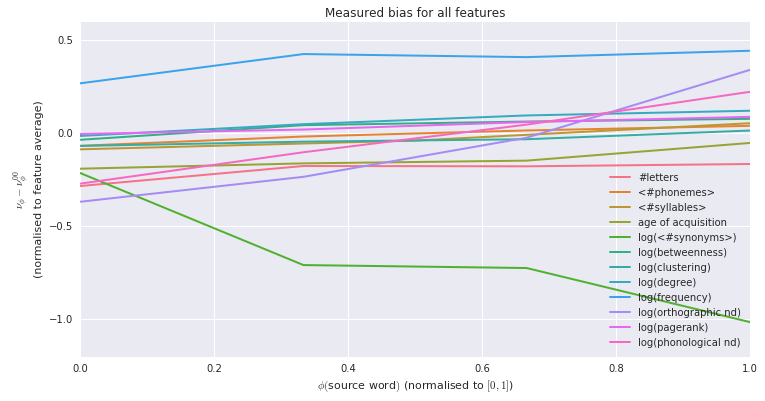 Measured bias for all features
0.5
0.0
−0.5
−1.0
νϕ − νϕ00
(normalised to feature average)
#letters
<#phonemes>
<#syllables>
age of acquisition
log(<#synonyms>)
log(betweenness)
log(clustering)
log(degree)
log(frequency)
log(orthographic nd)
log(pagerank)
log(phonological nd)
0.0 0.2 0.4 0.6 0.8 1.0
ϕ(source word) (normalised to [0, 1])